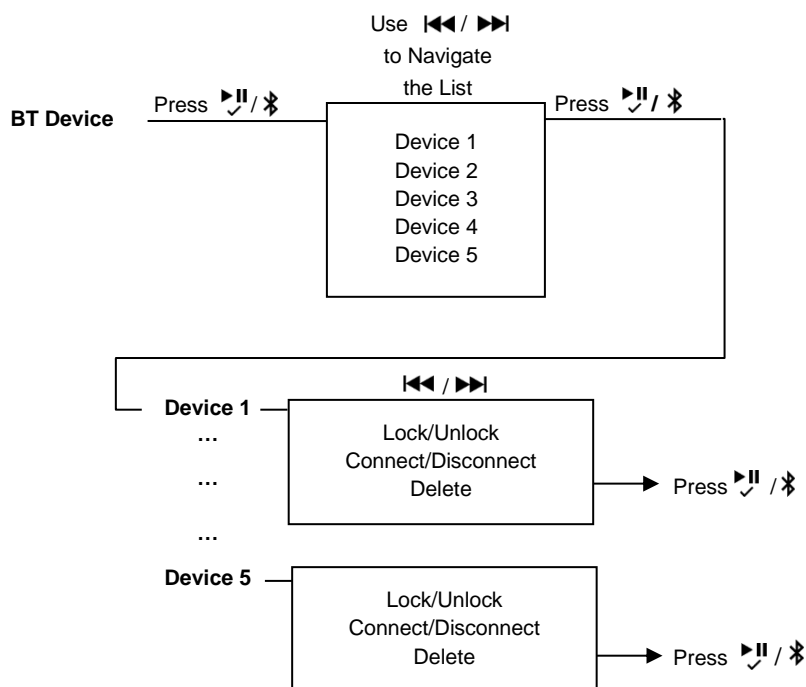 Use ⏮ / ⏭
to Navigate
the List
BT Device
Press ⏯ /
Press ⏯ /
Device 1
Device 2
Device 3
Device 4
Device 5
⏮ / ⏭
Device 1
Lock/Unlock
Connect/Disconnect
Delete
Press ⏯ /
...
...
...
Device 5
Lock/Unlock
Connect/Disconnect
Delete
Press ⏯ /